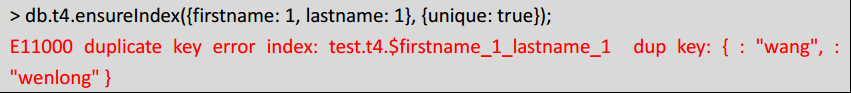 > db.t4.ensureIndex({firstname: 1, lastname: 1}, {unique: true});
E11000 duplicate key error index: test.t4.$firstname_1_lastname_1 dup key: { : "wang", :
"wenlong" }